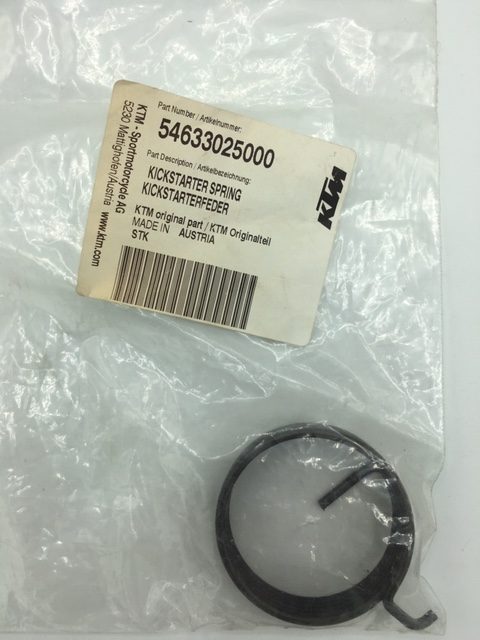 Part Number / Artikelnummer:
54633025000
Part Description / Artikelbezeichnung:
KICKSTARTER SPRING
KICKSTARTERFEDER
KTM original part / KTM Originalteil
MADE IN AUSTRIA
STK
KTM
KTM - Sportmotorcycle AG
5230 Mattighofen/Austria
www.ktm.com